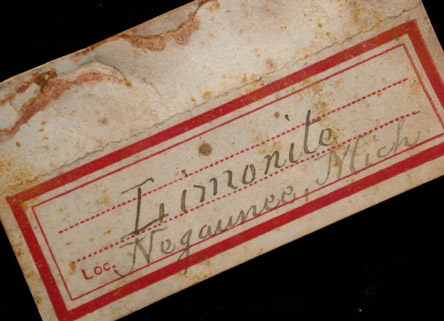 Limonite
Loc. Negaunee, Mich